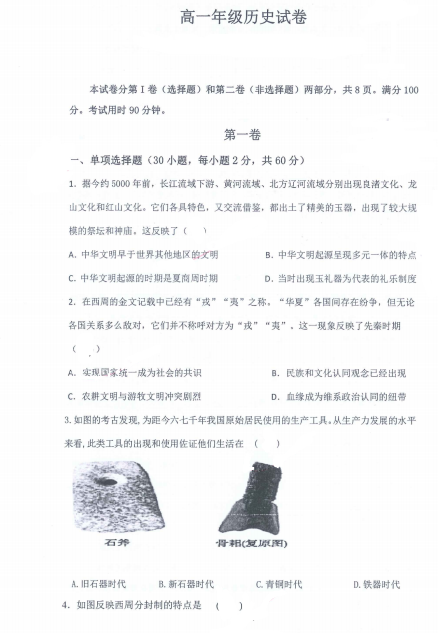 高一年级历史试卷
本试卷分第 I 卷（选择题）和第二卷（非选择题）两部分，共 8 页。满分 100
分。考试用时 90 分钟。
第一卷
一、单项选择题（30 小题，每小题 2 分，共 60 分）
1. 据今约 5000 年前，长江流域下游、黄河流域、北方辽河流域分别出现良渚文化、龙
山文化和红山文化。它们各具特色，又交流借鉴，都出土了精美的玉器，出现了较大规
模的祭坛和神庙。这反映了（ ）
A. 中华文明早于世界其他地区的文明 B. 中华文明起源呈现多元一体的特点
C. 中华文明起源的时期是夏商周时期 D. 当时出现玉礼器为代表的礼乐制度
2. 在西周的金文记载中已经有“戎”“夷”之称，“华夏”各国间存在纷争，但无论
各国关系多么敌对，它们并不称呼对方为“戎”“夷”。这一现象反映了先秦时期
（ ）
A. 实现国家统一成为社会的共识 B. 民族和文化认同观念已经出现
C. 农耕文明与游牧文明冲突剧烈 D. 血缘成为维系政治认同的纽带
3. 如图的考古发现,为距今六七千年我国原始居民使用的生产工具。从生产力发展的水平
来看,此类工具的出现和使用佐证他们生活在 （ ）
石斧 骨耜(复原图)
A. 旧石器时代 B. 新石器时代 C. 青铜时代 D. 铁器时代
4. 如图反映西周分封制的特点是 （ ）